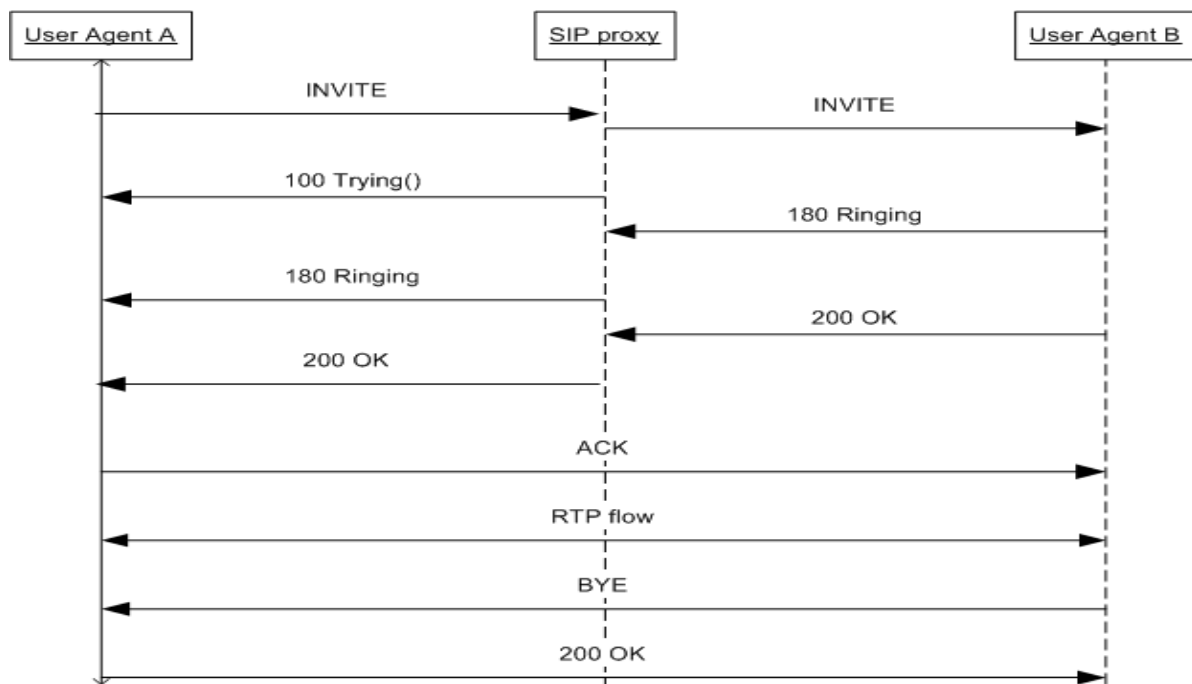 User Agent A
SIP proxy
User Agent B
INVITE
INVITE
100 Trying()
180 Ringing
180 Ringing
200 OK
200 OK
ACK
RTP flow
BYE
200 OK